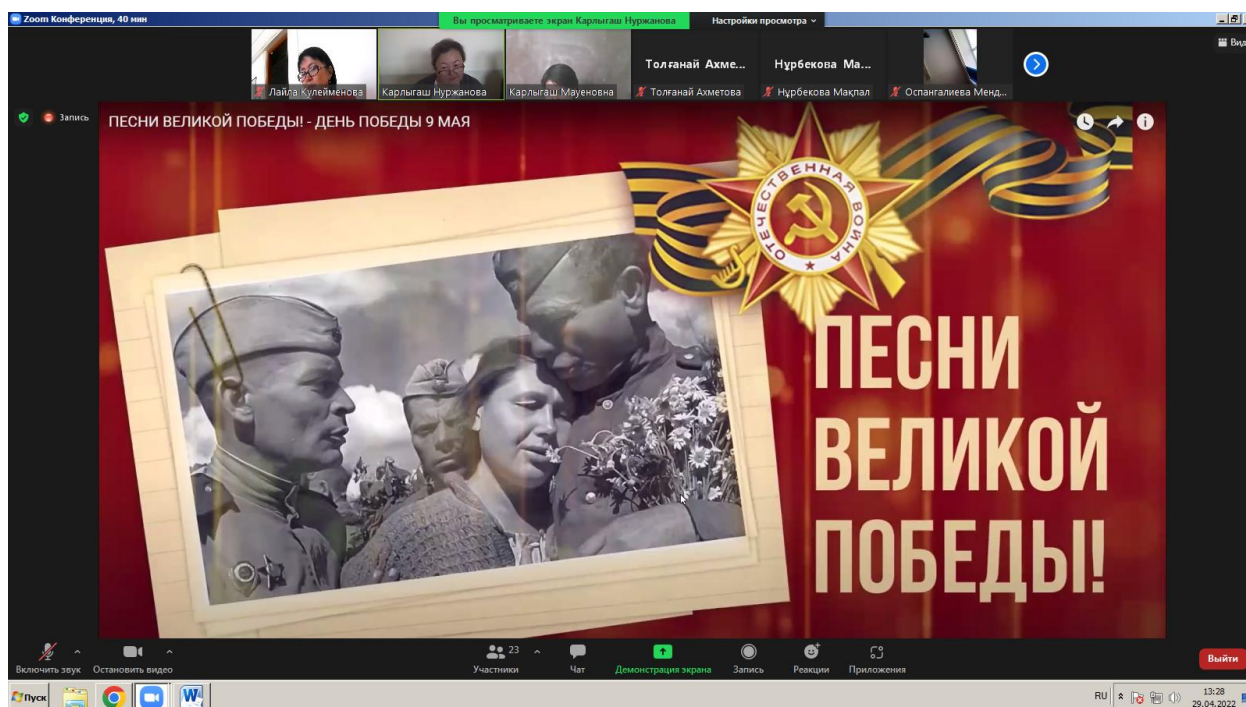 Zoom Конференция, 40 мин
Вы просматриваете экран Карлыгаш Нуржанова
Настройки просмотра
Вид
Толғанай Ахме...
Нұрбекова Ма...
Лайла Кулейменова
Карлыгаш Нуржанова
Карлыгаш Мауеновна
Толғанай Ахметова
Нұрбекова Мақпал
Оспангалиева Менд...
Запись
ПЕСНИ ВЕЛИКОЙ ПОБЕДЫ! - ДЕНЬ ПОБЕДЫ 9 МАЯ
ОТЕЧЕСТВЕННАЯ ВОЙНА
ПЕСНИ
ВЕЛИКОЙ
ПОБЕДЫ!
Включить звук
Остановить видео
23
Участники
Чат
Демонстрация экрана
Запись
Реакции
Приложения
Выйти
Пуск
RU
13:28
29.04.2022